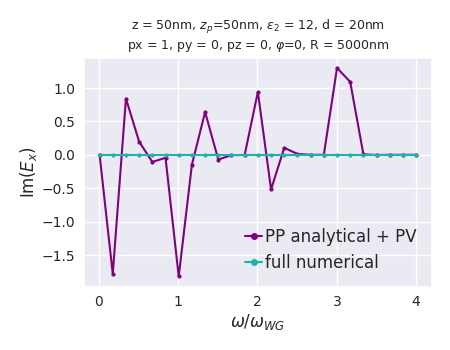 z = 50nm, z_p=50nm, ε_2 = 12, d = 20nm
px = 1, py = 0, pz = 0, φ=0, R = 5000nm
Im(E_x)
1.0
0.5
0.0
−0.5
−1.0
−1.5
PP analytical + PV
full numerical
0 1 2 3 4
ω/ω_WG